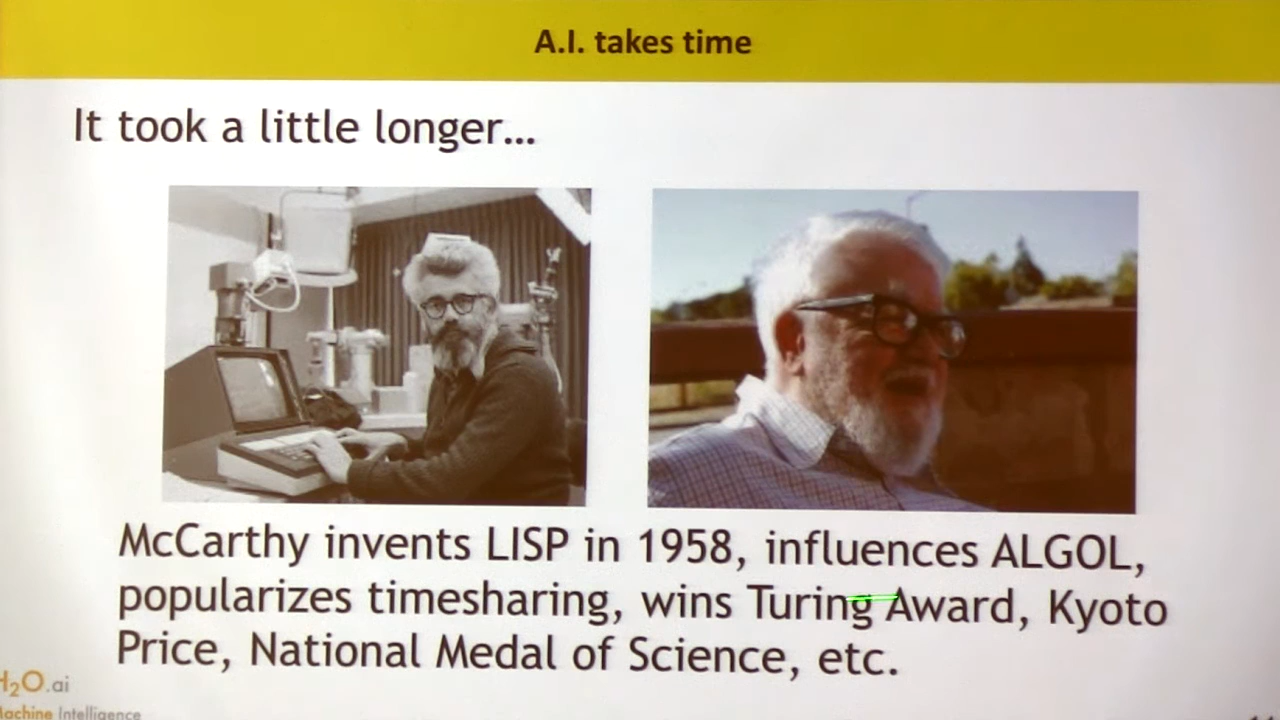 A.I. takes time
It took a little longer...
McCarthy invents LISP in 1958, influences ALGOL,
popularizes timesharing, wins Turing Award, Kyoto
Price, National Medal of Science, etc.
H2O.ai
Machine Intelligence